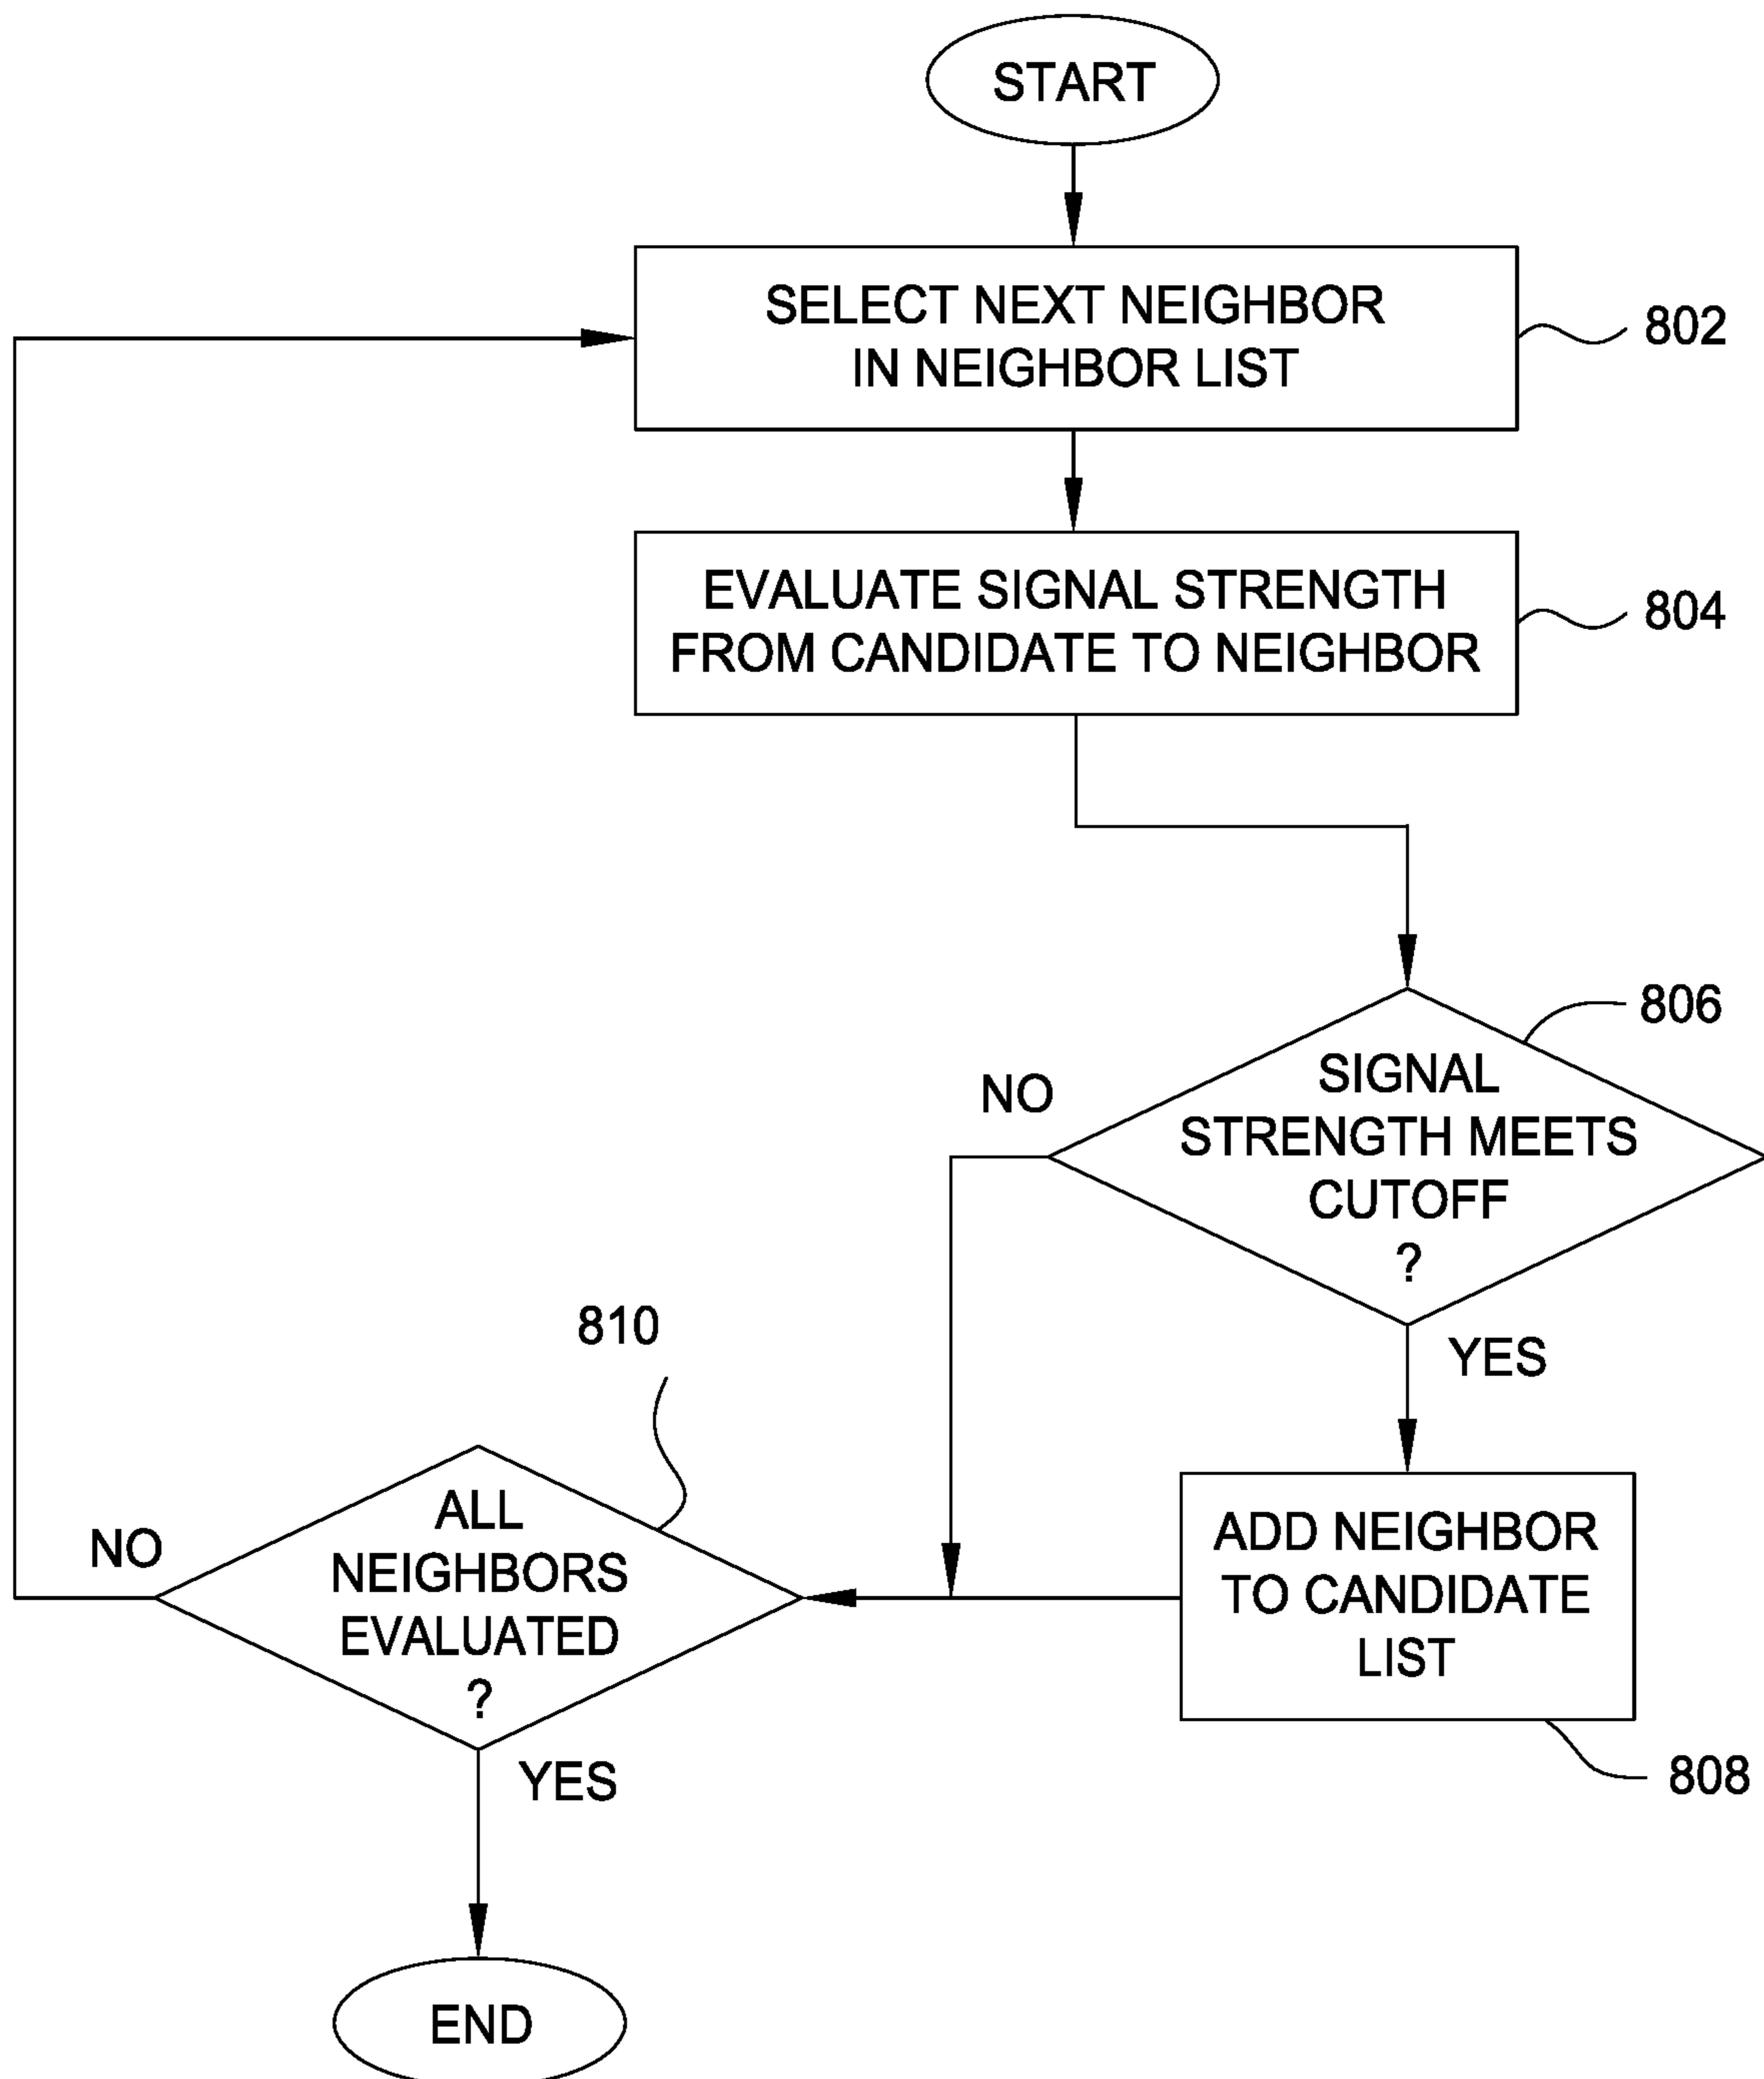 START
SELECT NEXT NEIGHBOR
IN NEIGHBOR LIST
802
EVALUATE SIGNAL STRENGTH
FROM CANDIDATE TO NEIGHBOR
804
806
SIGNAL
STRENGTH MEETS
CUTOFF
?
NO
YES
810
ALL
NEIGHBORS
EVALUATED
?
NO
YES
ADD NEIGHBOR
TO CANDIDATE
LIST
808
END